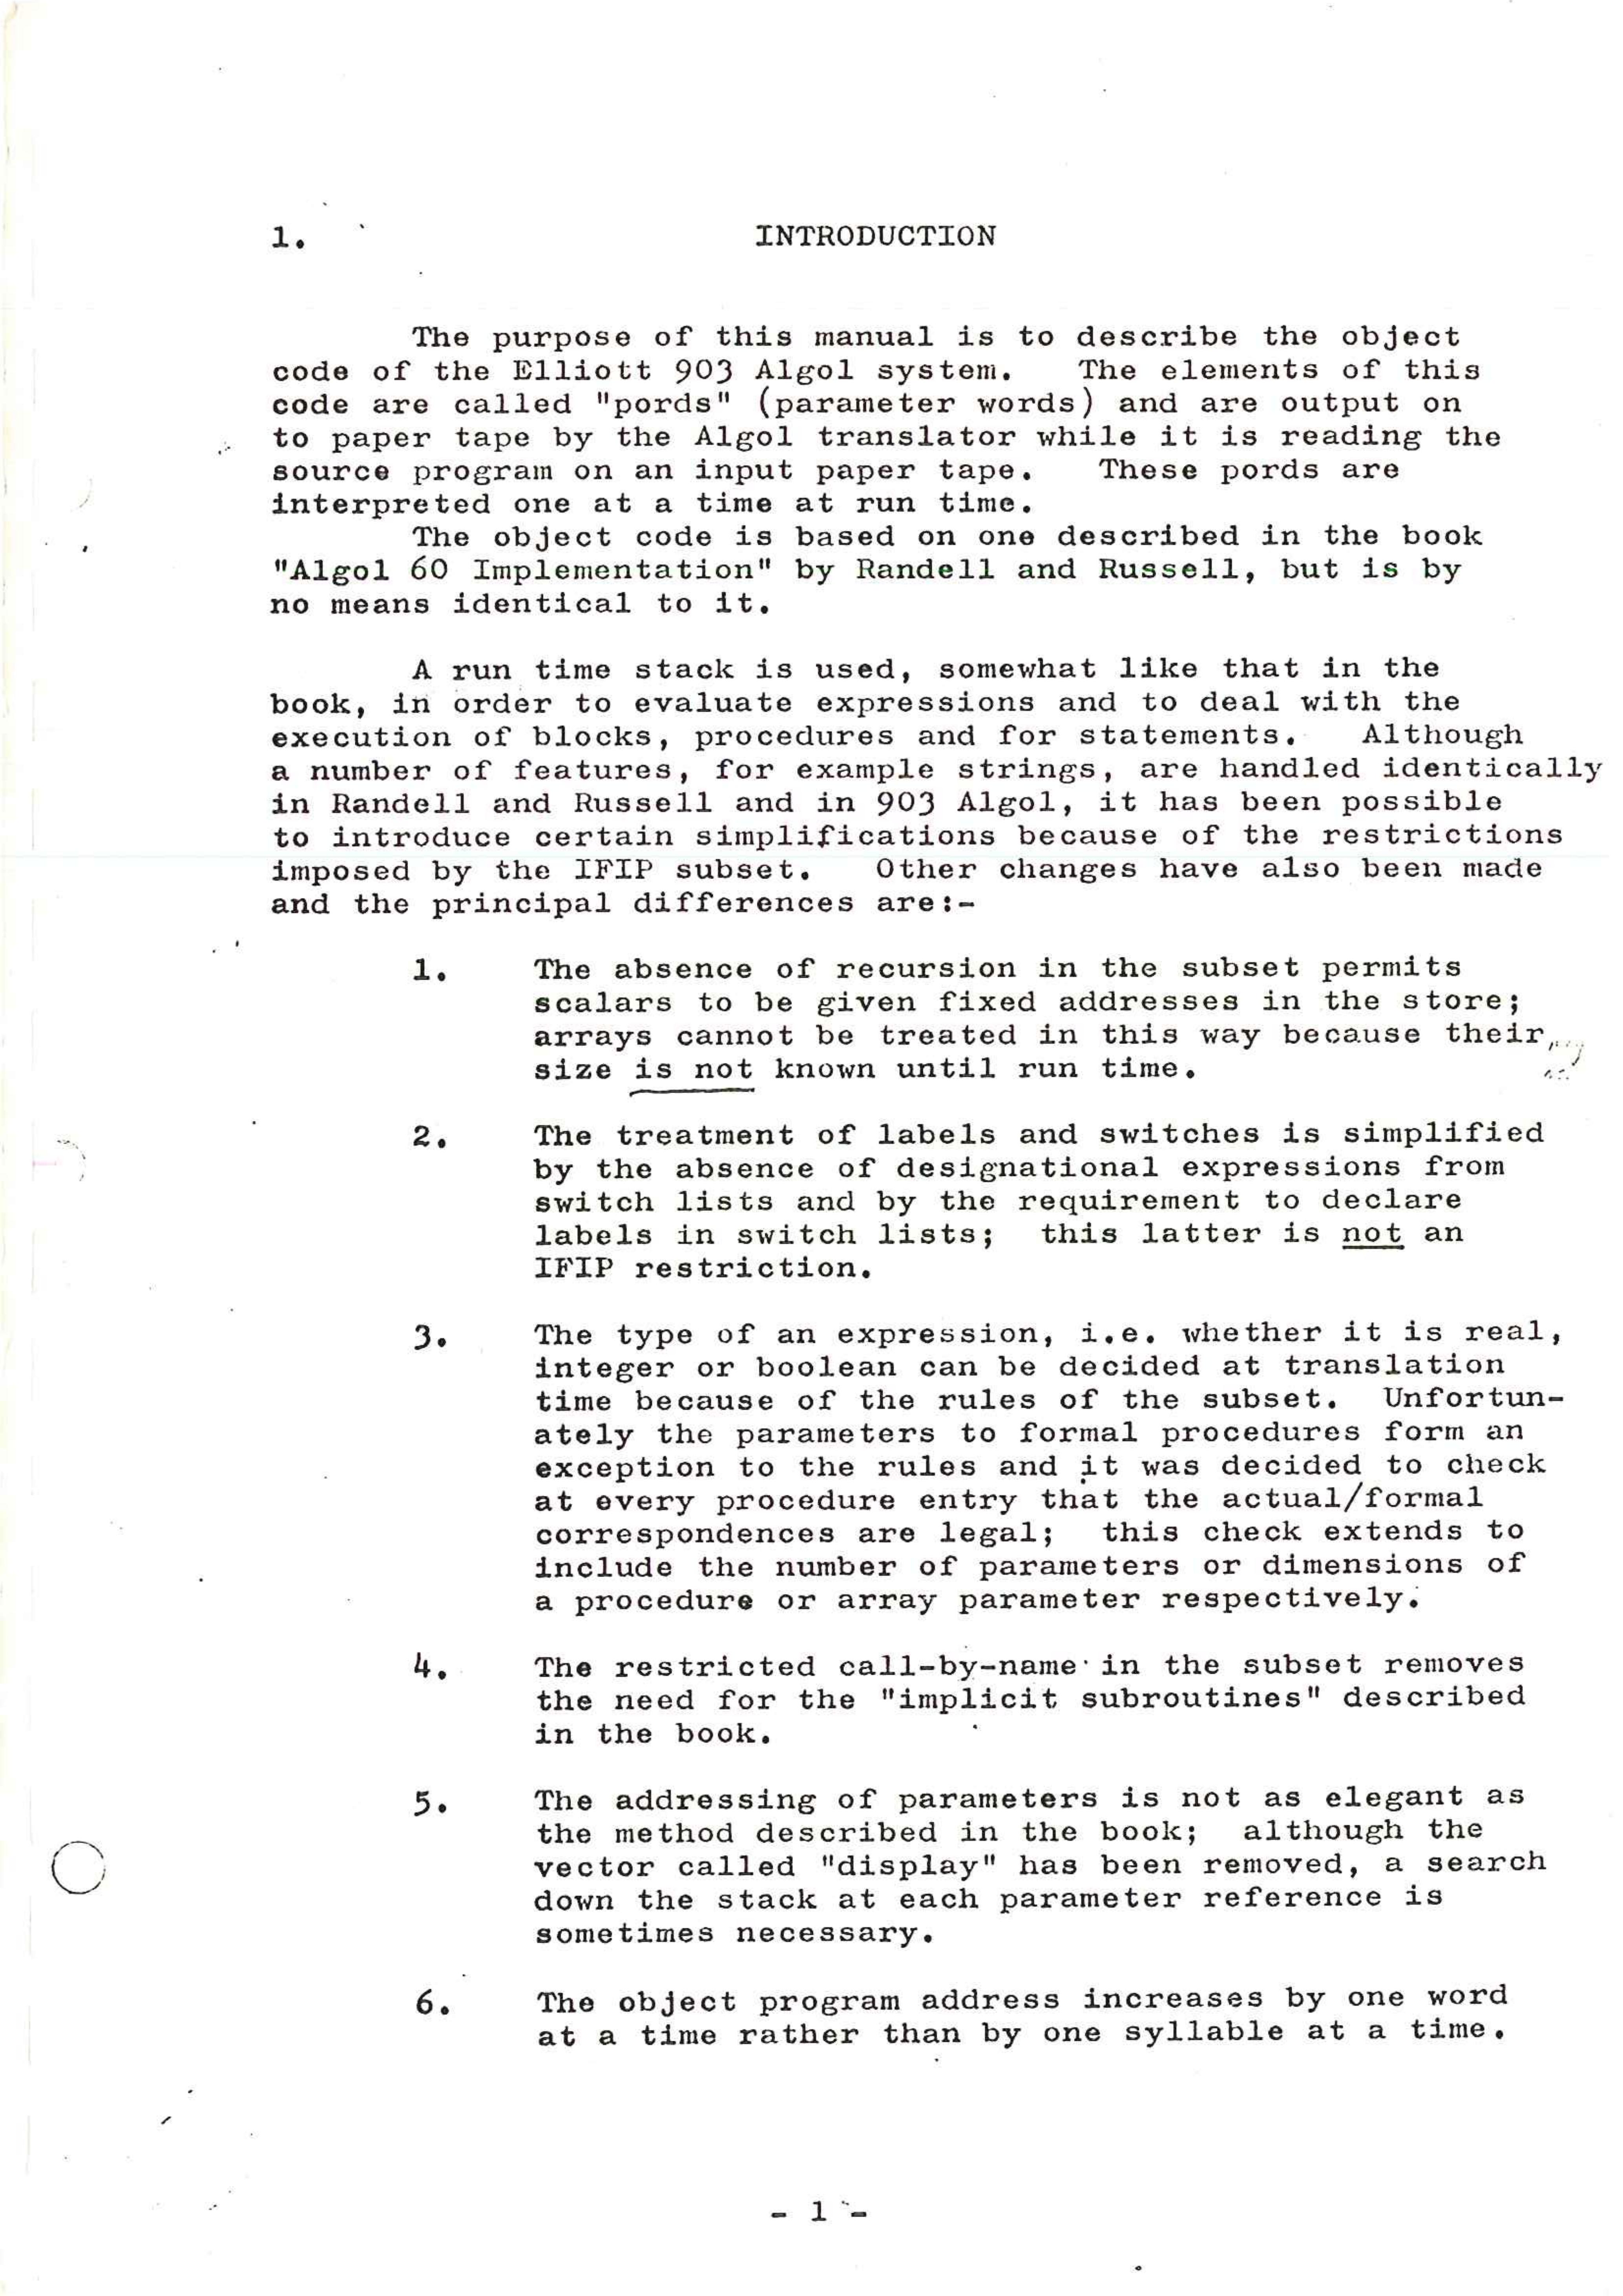 1. INTRODUCTION
The purpose of this manual is to describe the object
code of the Elliott 903 Algol system. The elements of this
code are called "pords" (parameter words) and are output on
to paper tape by the Algol translator while it is reading the
source program on an input paper tape. These pords are
interpreted one at a time at run time.
The object code is based on one described in the book
"Algol 60 Implementation" by Randell and Russell, but is by
no means identical to it.
A run time stack is used, somewhat like that in the
book, in order to evaluate expressions and to deal with the
execution of blocks, procedures and for statements. Although
a number of features, for example strings, are handled identically
in Randell and Russell and in 903 Algol, it has been possible
to introduce certain simplifications because of the restrictions
imposed by the IFIP subset. Other changes have also been made
and the principal differences are:-
1. The absence of recursion in the subset permits
scalars to be given fixed addresses in the store;
arrays cannot be treated in this way because their
size is not known until run time.
2. The treatment of labels and switches is simplified
by the absence of designational expressions from
switch lists and by the requirement to declare
labels in switch lists; this latter is not an
IFIP restriction.
3. The type of an expression, i.e. whether it is real,
integer or boolean can be decided at translation
time because of the rules of the subset. Unfortun-
ately the parameters to formal procedures form an
exception to the rules and it was decided to check
at every procedure entry that the actual/formal
correspondences are legal; this check extends to
include the number of parameters or dimensions of
a procedure or array parameter respectively.
4. The restricted call-by-name in the subset removes
the need for the "implicit subroutines" described
in the book.
5. The addressing of parameters is not as elegant as
the method described in the book; although the
vector called "display" has been removed, a search
down the stack at each parameter reference is
sometimes necessary.
6. The object program address increases by one word
at a time rather than by one syllable at a time.
- 1 -